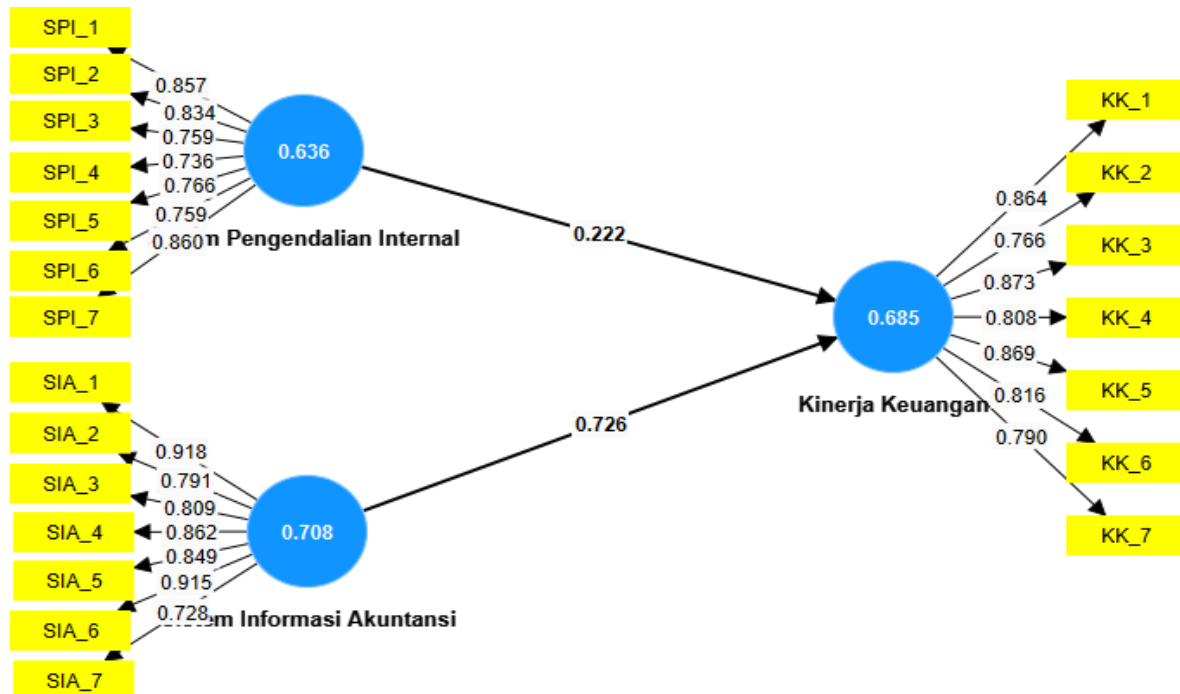 SPI_1
SPI_2
SPI_3
SPI_4
SPI_5
SPI_6
SPI_7
0.857
0.834
0.759
0.736
0.766
0.759
0.860
0.636
Pengendalian Internal
0.222
SIA_1
SIA_2
SIA_3
SIA_4
SIA_5
SIA_6
SIA_7
0.918
0.791
0.809
0.862
0.849
0.915
0.728
0.708
Informasi Akuntansi
0.726
0.685
Kinerja Keuangan
0.864
0.766
0.873
0.808
0.869
0.816
0.790
KK_1
KK_2
KK_3
KK_4
KK_5
KK_6
KK_7